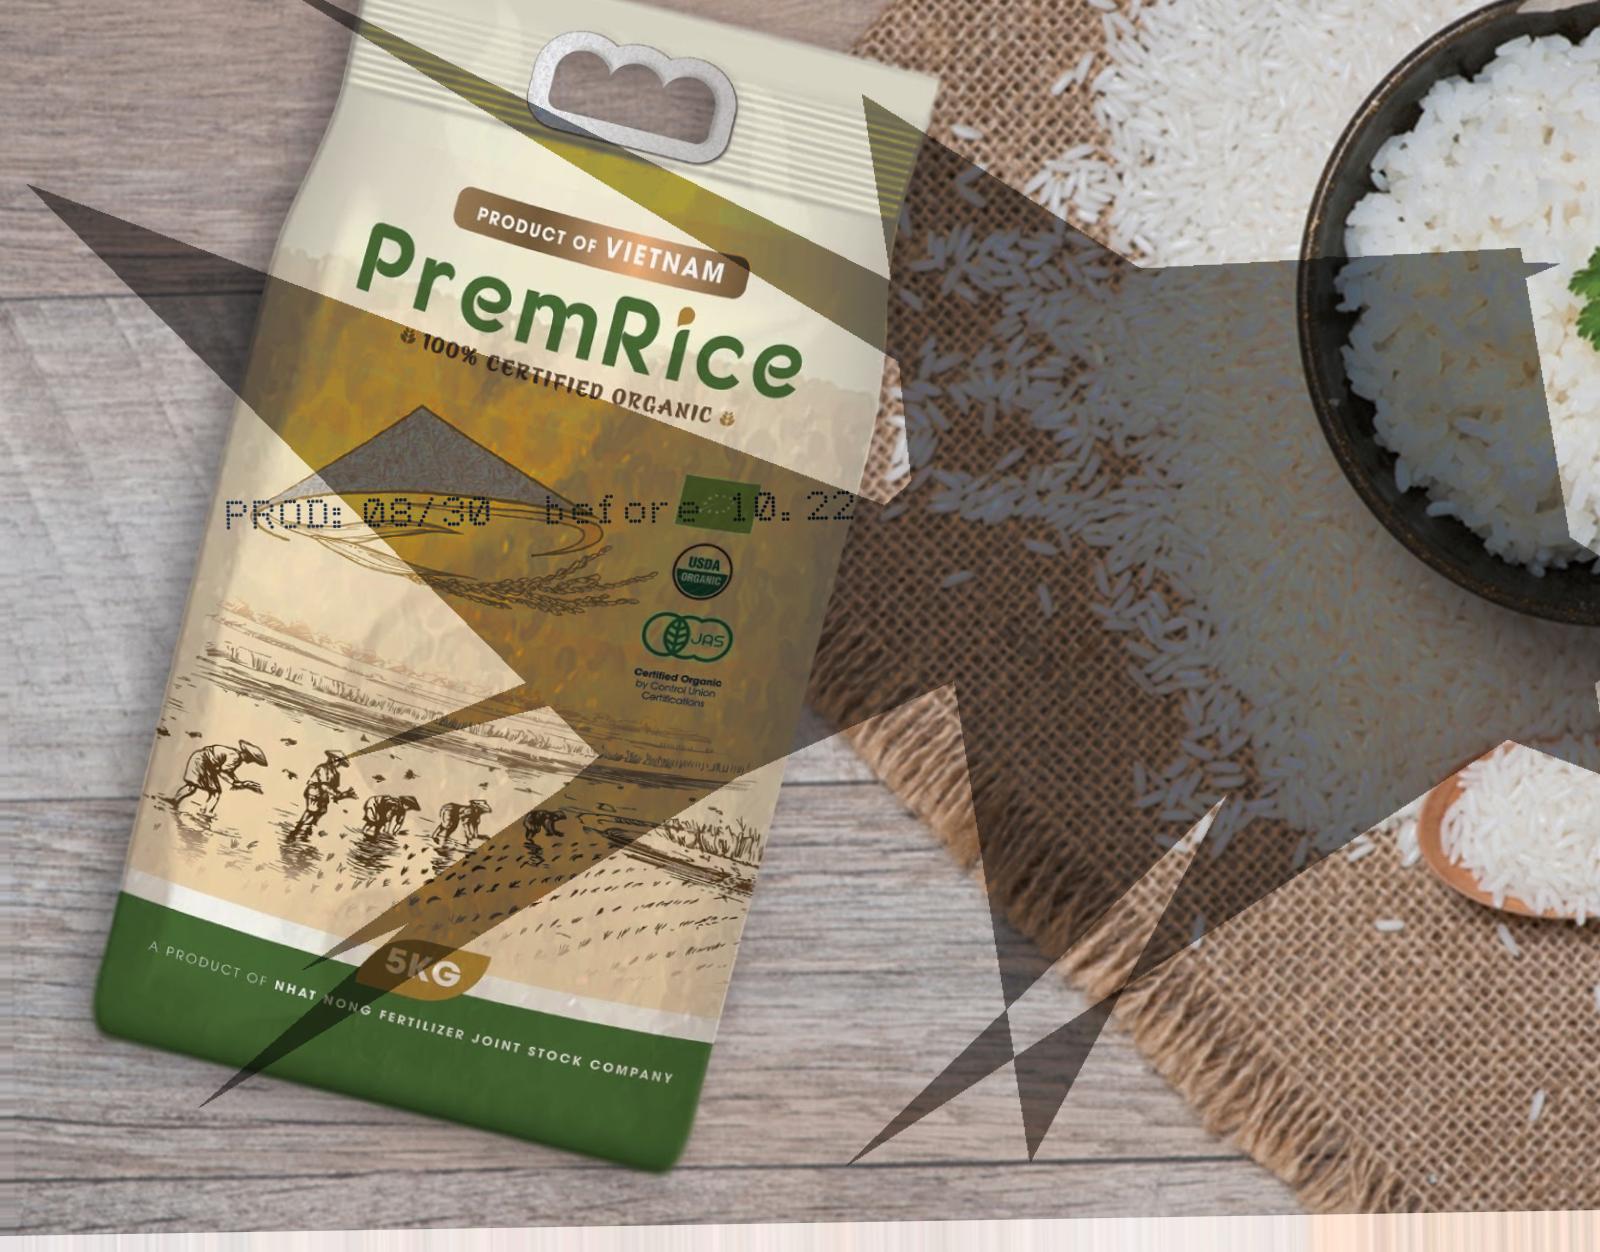 PRODUCT OF VIETNAM
PremRice
100% CERTIFIED ORGANIC
PROD: 08/30 before 10.22
USDA
ORGANIC
JAS
Certified Organic
by Control Union
Certifications
5KG
A PRODUCT OF NHAT NONG FERTILIZER JOINT STOCK COMPANY